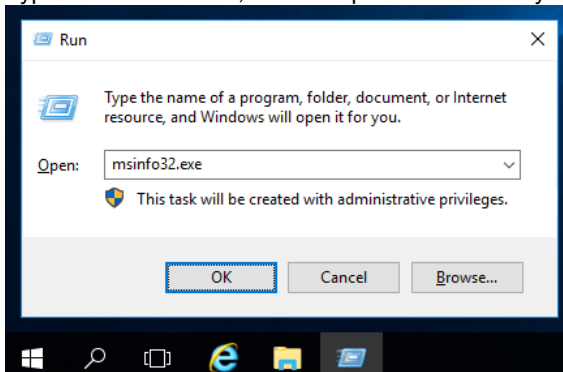 Run
Type the name of a program, folder, document, or Internet
resource, and Windows will open it for you.
Open: msinfo32.exe
This task will be created with administrative privileges.
OK Cancel Browse...